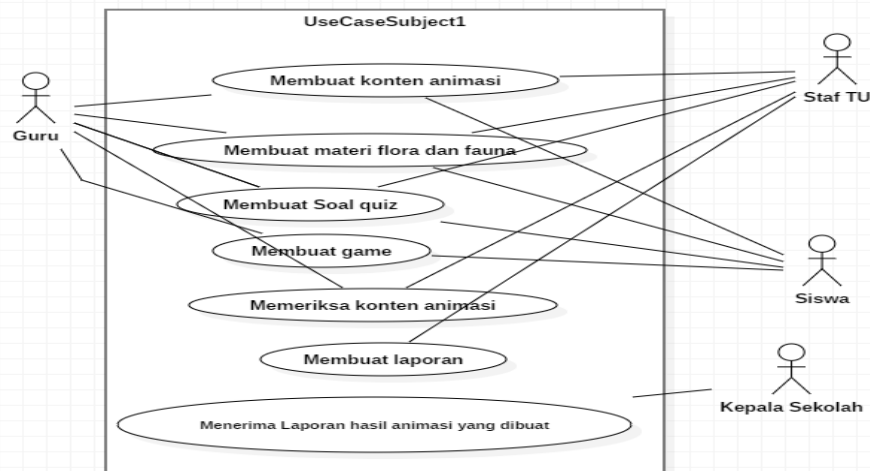 UseCaseSubject1
Membuat konten animasi
Staf TU
Guru
Membuat materi flora dan fauna
Membuat Soal quiz
Membuat game
Siswa
Memeriksa konten animasi
Membuat laporan
Kepala Sekolah
Menerima Laporan hasil animasi yang dibuat